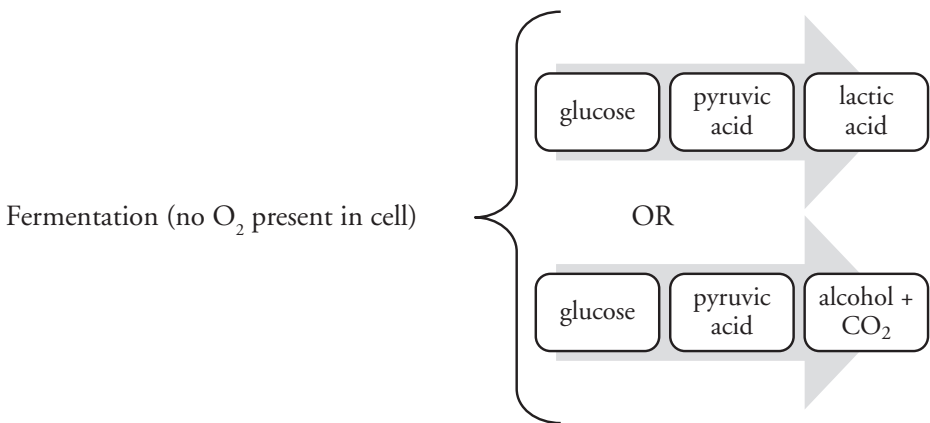 glucose
pyruvic
acid
lactic
acid
Fermentation (no O₂ present in cell)
OR
glucose
pyruvic
acid
alcohol +
CO₂